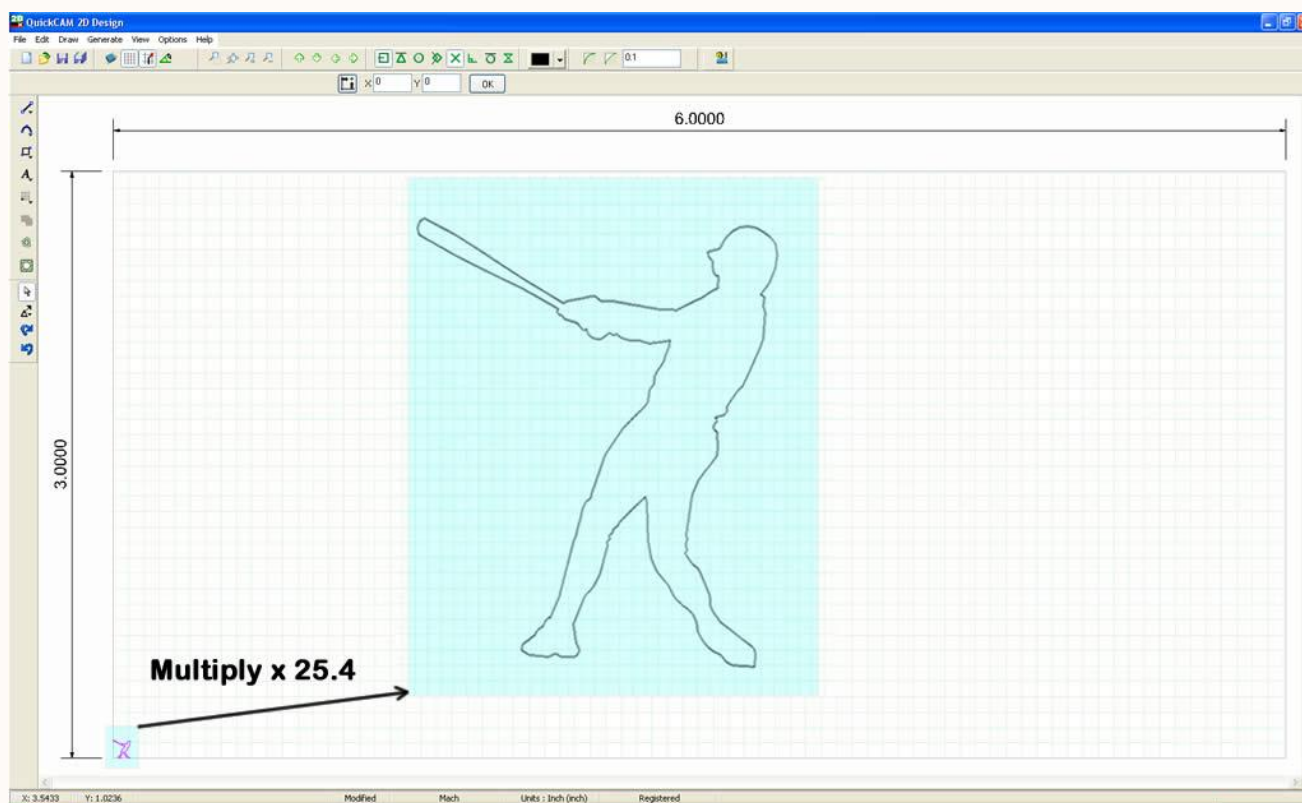 2D QuickCAM 2D Design
File Edit Draw Generate View Options Help
0.1
X 0 Y 0 OK
6.0000
3.0000
Multiply x 25.4
X: 3.5433 Y: 1.0236 Modified Mach Units : Inch (inch) Registered